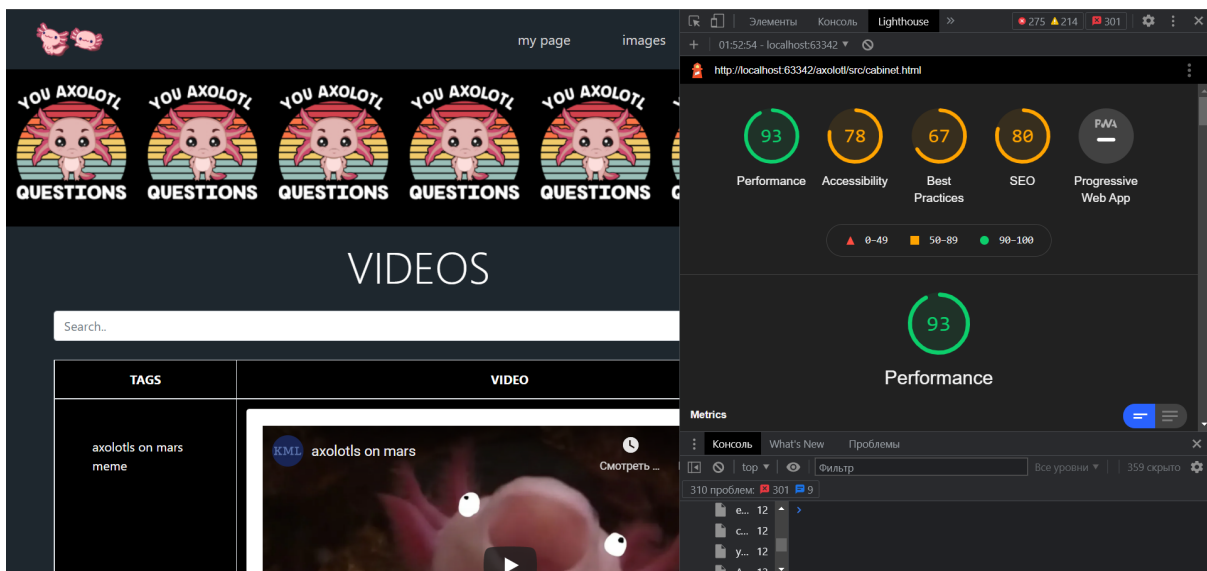 my page images
YOU AXOLOTL QUESTIONS
YOU AXOLOTL QUESTIONS
YOU AXOLOTL QUESTIONS
YOU AXOLOTL QUESTIONS
YOU AXOLOTL QUESTIONS
VIDEOS
Search..
TAGS VIDEO
axolotls on mars
meme
KML axolotls on mars
Смотреть ...
Элементы Консоль Lighthouse 275 214 301
01:52:54 - localhost:63342
http://localhost:63342/axolotl/src/cabinet.html
93 78 67 80 PWA
Performance Accessibility Best Practices SEO Progressive Web App
0–49 50–89 90–100
93
Performance
Metrics
Консоль What's New Проблемы
top Фильтр Все уровни 359 скрыто
310 проблем: 301 9
е... 12
с... 12
y... 12